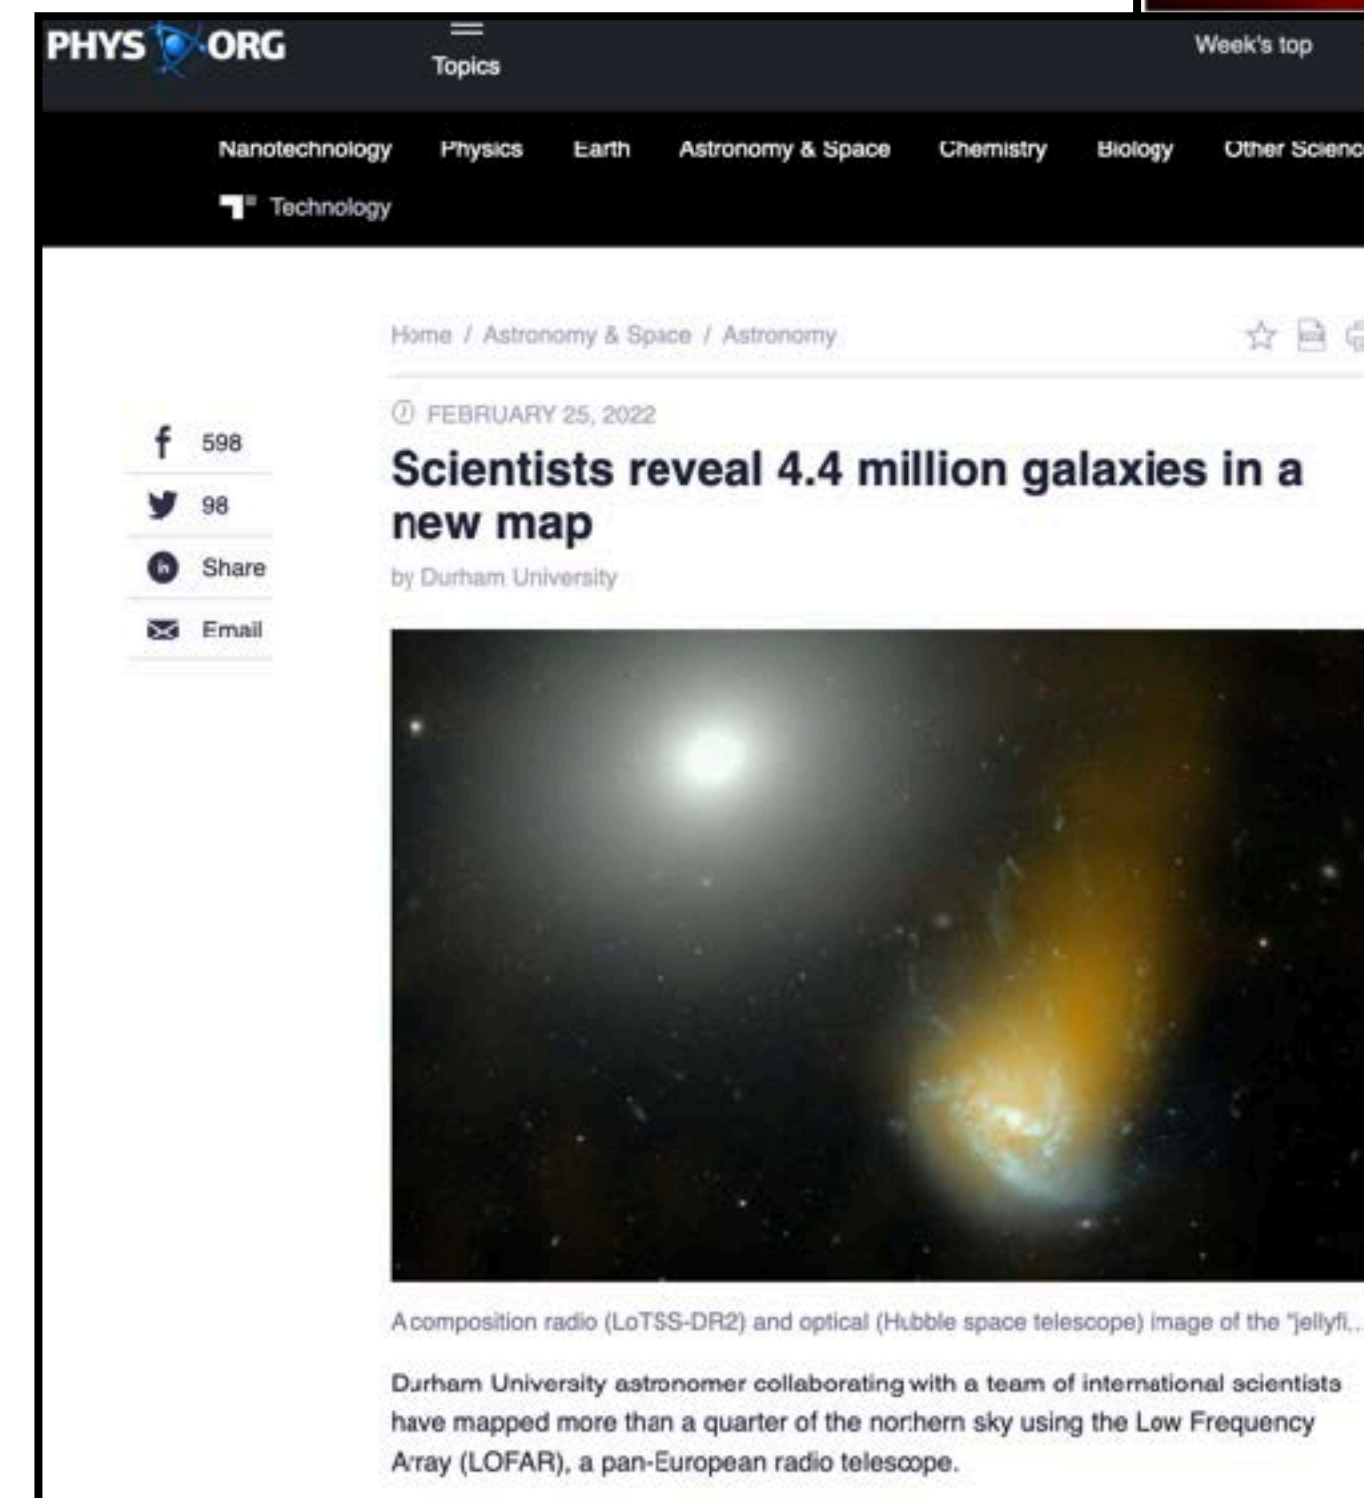 PHYS ORG
Topics
Week's top
Nanotechnology Physics Earth Astronomy & Space Chemistry Biology Other Scienc
Technology
Home / Astronomy & Space / Astronomy
FEBRUARY 25, 2022
598
Scientists reveal 4.4 million galaxies in a
new map
98
by Durham University
in Share
Email
A composition radio (LoTSS-DR2) and optical (Hubble space telescope) image of the "jellyfi...
Durham University astronomer collaborating with a team of international scientists
have mapped more than a quarter of the northern sky using the Low Frequency
Array (LOFAR), a pan-European radio telescope.